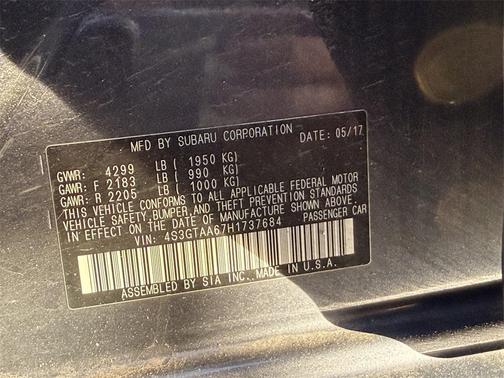 MFD BY SUBARU CORPORATION DATE: 05/17
GVWR: 4299 LB ( 1950 KG)
GAWR: F 2183 LB ( 990 KG)
GAWR: R 2205 LB ( 1000 KG)
THIS VEHICLE CONFORMS TO ALL APPLICABLE FEDERAL MOTOR
VEHICLE SAFETY,BUMPER,AND THEFT PREVENTION STANDARDS
IN EFFECT ON THE DATE OF MANUFACTURE SHOWN ABOVE.
VIN: 4S3GTAA67H1737684 PASSENGER CAR
ASSEMBLED BY SIA INC.,MADE IN U.S.A.